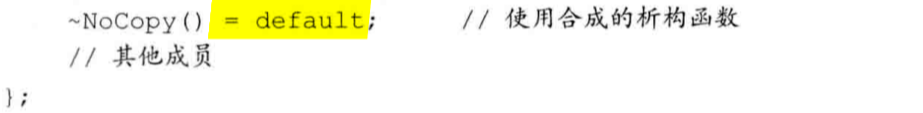 ~NoCopy() = default; // 使用合成的析构函数
// 其他成员
};